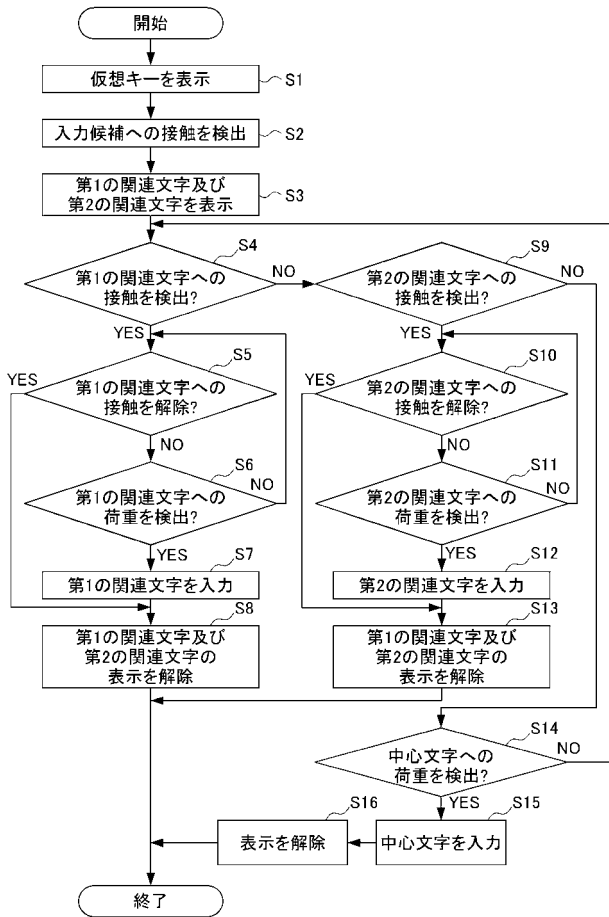 開始
仮想キーを表示
S1
入力候補への接触を検出
S2
第1の関連文字及び
第2の関連文字を表示
S3
S4
第1の関連文字への
接触を検出?
NO
YES
S9
第2の関連文字への
接触を検出?
NO
YES
S5
YES
第1の関連文字への
接触を解除?
NO
S10
YES
第2の関連文字への
接触を解除?
NO
S6
第1の関連文字への
荷重を検出?
NO
YES
S11
第2の関連文字への
荷重を検出?
NO
YES
S7
第1の関連文字を入力
S12
第2の関連文字を入力
S8
第1の関連文字及び
第2の関連文字の
表示を解除
S13
第1の関連文字及び
第2の関連文字の
表示を解除
S14
中心文字への
荷重を検出?
NO
YES
S15
中心文字を入力
S16
表示を解除
終了